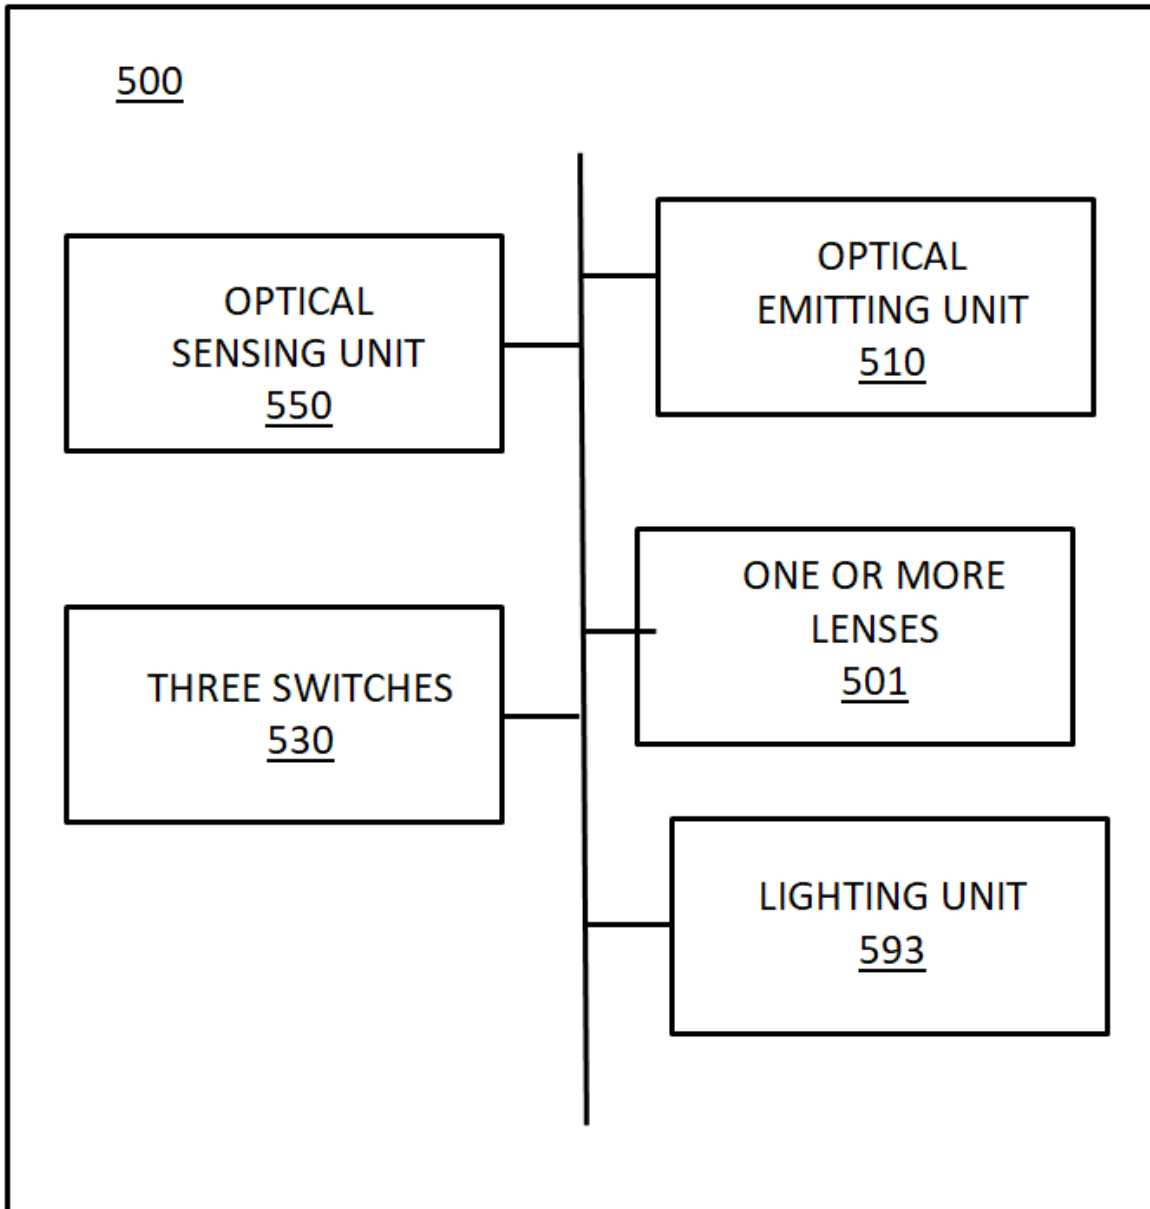 500
OPTICAL
SENSING UNIT
550
OPTICAL
EMITTING UNIT
510
THREE SWITCHES
530
ONE OR MORE
LENSES
501
LIGHTING UNIT
593